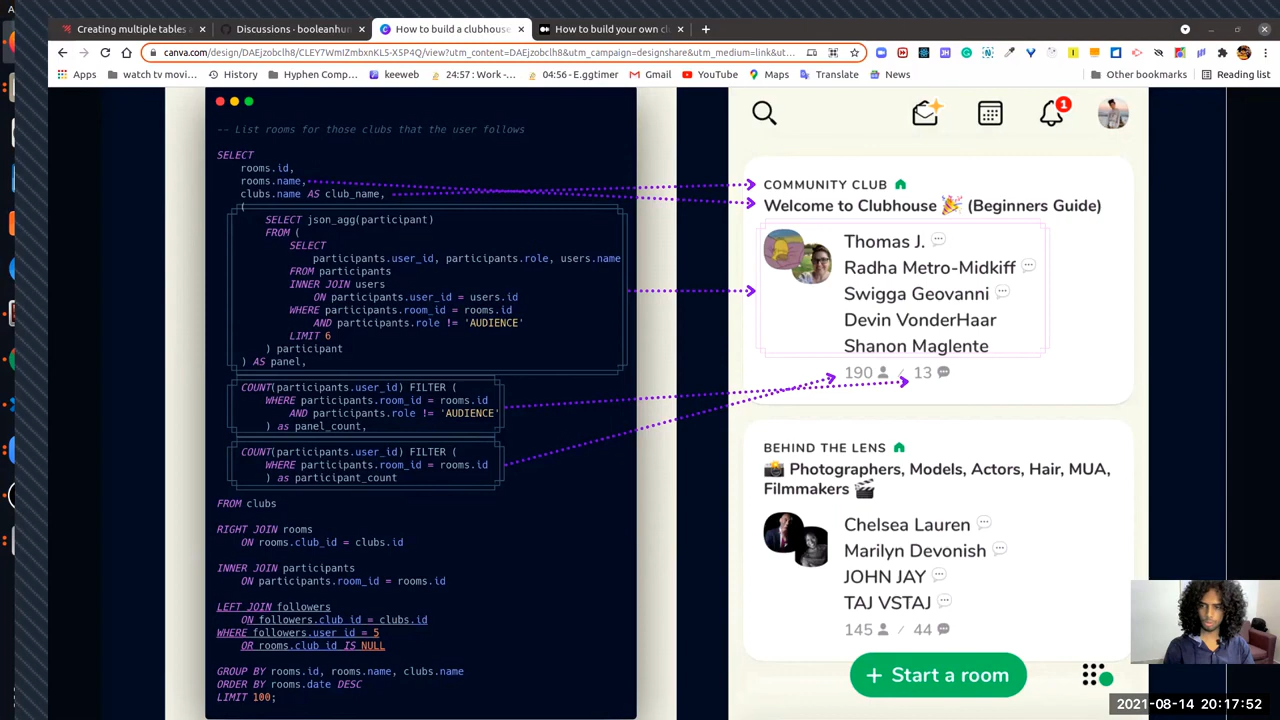 Creating multiple tables a
Discussions - booleanhun
How to build a clubhouse
How to build your own cl
canva.com/design/DAEjzobclh8/CLEY7WmIZmbxnKL5-X5P4Q/view?utm_content=DAEjzobclh8&utm_campaign=designshare&utm_medium=link&ut...
Apps
watch tv movi...
History
Hyphen Comp...
keeweb
24:57 : Work -...
04:56 - E.ggtimer
Gmail
YouTube
Maps
Translate
News
Other bookmarks
Reading list
-- List rooms for those clubs that the user follows
SELECT
rooms.id,
rooms.name,
clubs.name AS club_name,
(
SELECT json_agg(participant)
FROM (
SELECT
participants.user_id, participants.role, users.name
FROM participants
INNER JOIN users
ON participants.user_id = users.id
WHERE participants.room_id = rooms.id
AND participants.role != 'AUDIENCE'
LIMIT 6
) participant
) AS panel,
COUNT(participants.user_id) FILTER (
WHERE participants.room_id = rooms.id
AND participants.role != 'AUDIENCE'
) as panel_count,
COUNT(participants.user_id) FILTER (
WHERE participants.room_id = rooms.id
) as participant_count
FROM clubs
RIGHT JOIN rooms
ON rooms.club_id = clubs.id
INNER JOIN participants
ON participants.room_id = rooms.id
LEFT JOIN followers
ON followers.club_id = clubs.id
WHERE followers.user_id = 5
OR rooms.club_id IS NULL
GROUP BY rooms.id, rooms.name, clubs.name
ORDER BY rooms.date DESC
LIMIT 100;
1
COMMUNITY CLUB
Welcome to Clubhouse 🎉 (Beginners Guide)
Thomas J.
Radha Metro-Midkiff
Swigga Geovanni
Devin VonderHaar
Shanon Maglente
190 / 13
BEHIND THE LENS
📸 Photographers, Models, Actors, Hair, MUA,
Filmmakers 🎬
Chelsea Lauren
Marilyn Devonish
JOHN JAY
TAJ VSTAJ
145 / 44
+ Start a room
2021-08-14 20:17:52